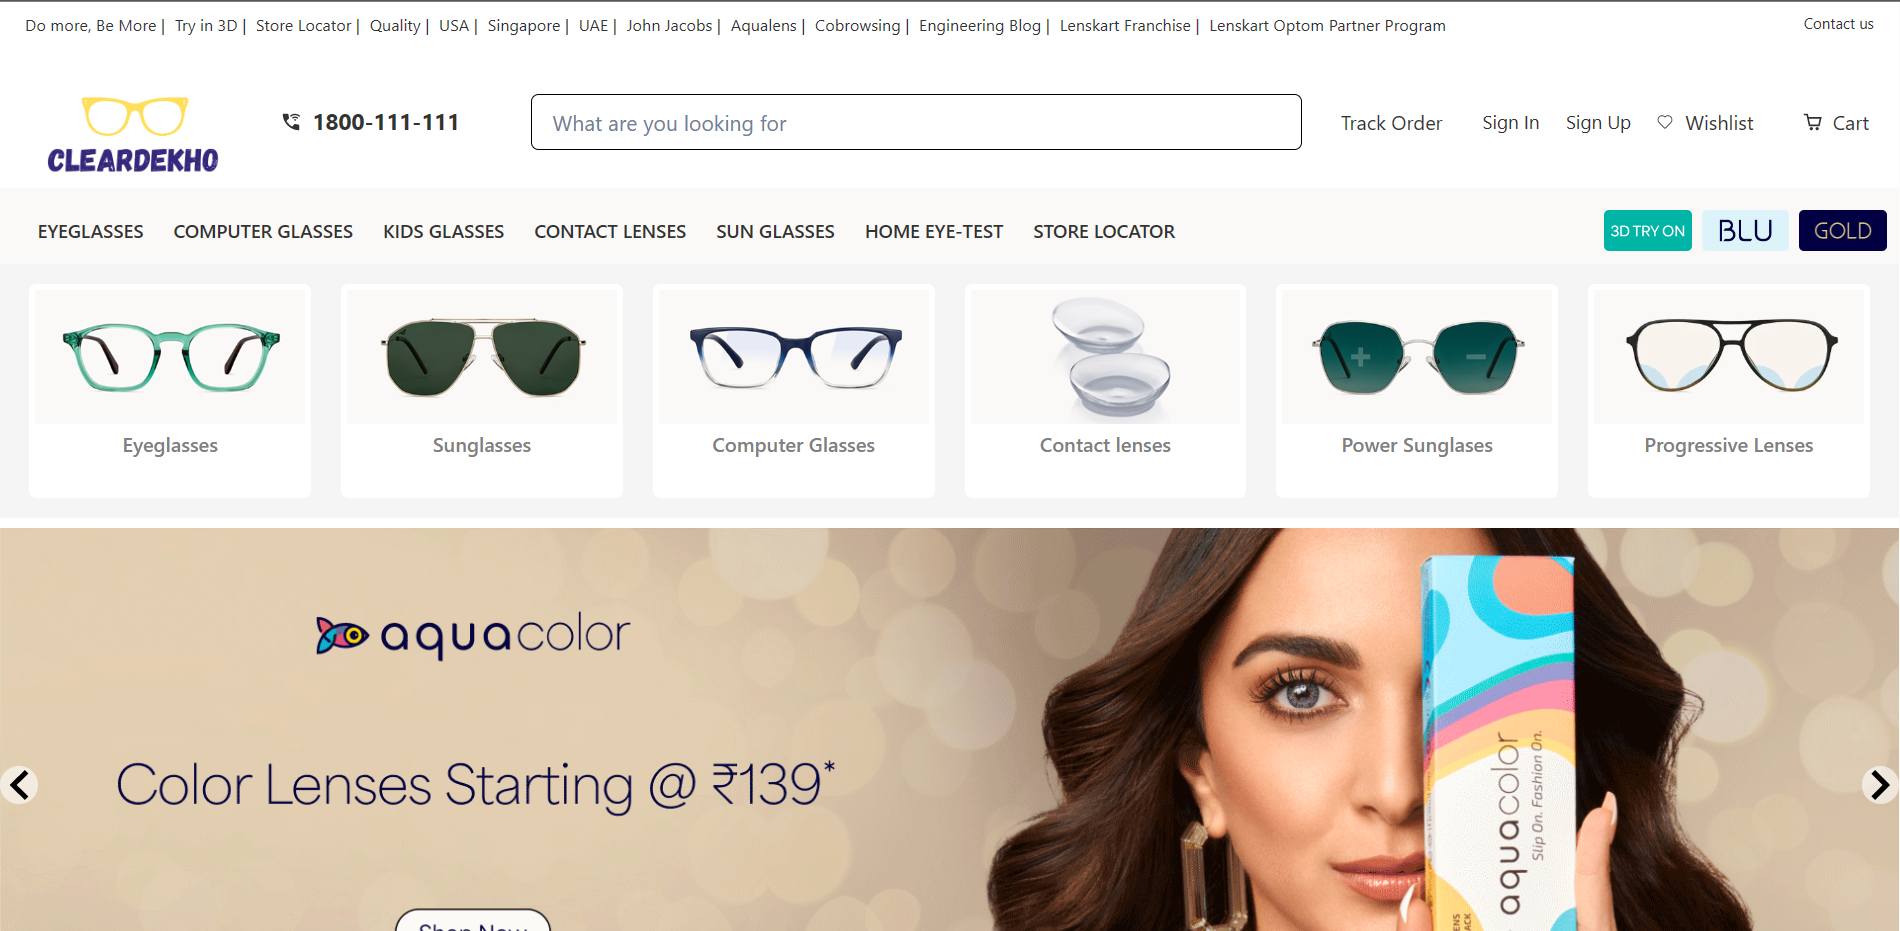 Do more, Be More | Try in 3D | Store Locator | Quality | USA | Singapore | UAE | John Jacobs | Aqualens | Cobrowsing | Engineering Blog | Lenskart Franchise | Lenskart Optom Partner Program
Contact us
CLEARDEKHO
1800-111-111
What are you looking for
Track Order
Sign In
Sign Up
Wishlist
Cart
EYEGLASSES
COMPUTER GLASSES
KIDS GLASSES
CONTACT LENSES
SUN GLASSES
HOME EYE-TEST
STORE LOCATOR
3D TRY ON
BLU
GOLD
Eyeglasses
Sunglasses
Computer Glasses
Contact lenses
Power Sunglases
Progressive Lenses
aquacolor
Color Lenses Starting @ ₹139*
Shop Now
aquacolor
Slip On. Fashion On.